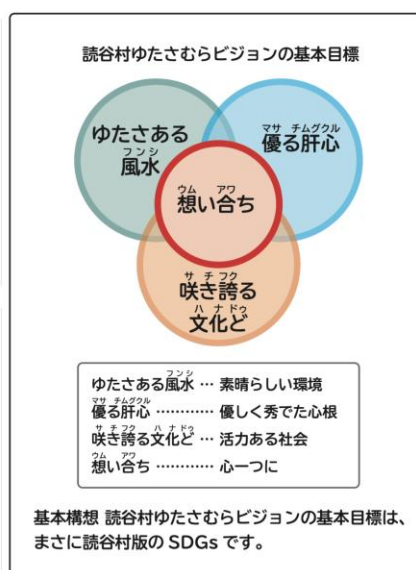 読谷村ゆたさむらビジョンの基本目標
ゆたさある
フンシ
風水
マサ チムグクル
優る肝心
ウム アワ
想い合ち
サ チ フク
咲き誇る
ハ ナ ドゥ
文化ど
フンシ
ゆたさある風水 … 素晴らしい環境
マサ チムグクル
優る肝心 ………… 優しく秀でた心根
サ チ フク ハ ナ ドゥ
咲き誇る文化ど … 活力ある社会
ウム アワ
想い合ち ………… 心一つに
基本構想 読谷村ゆたさむらビジョンの基本目標は、
まさに読谷村版の SDGs です。